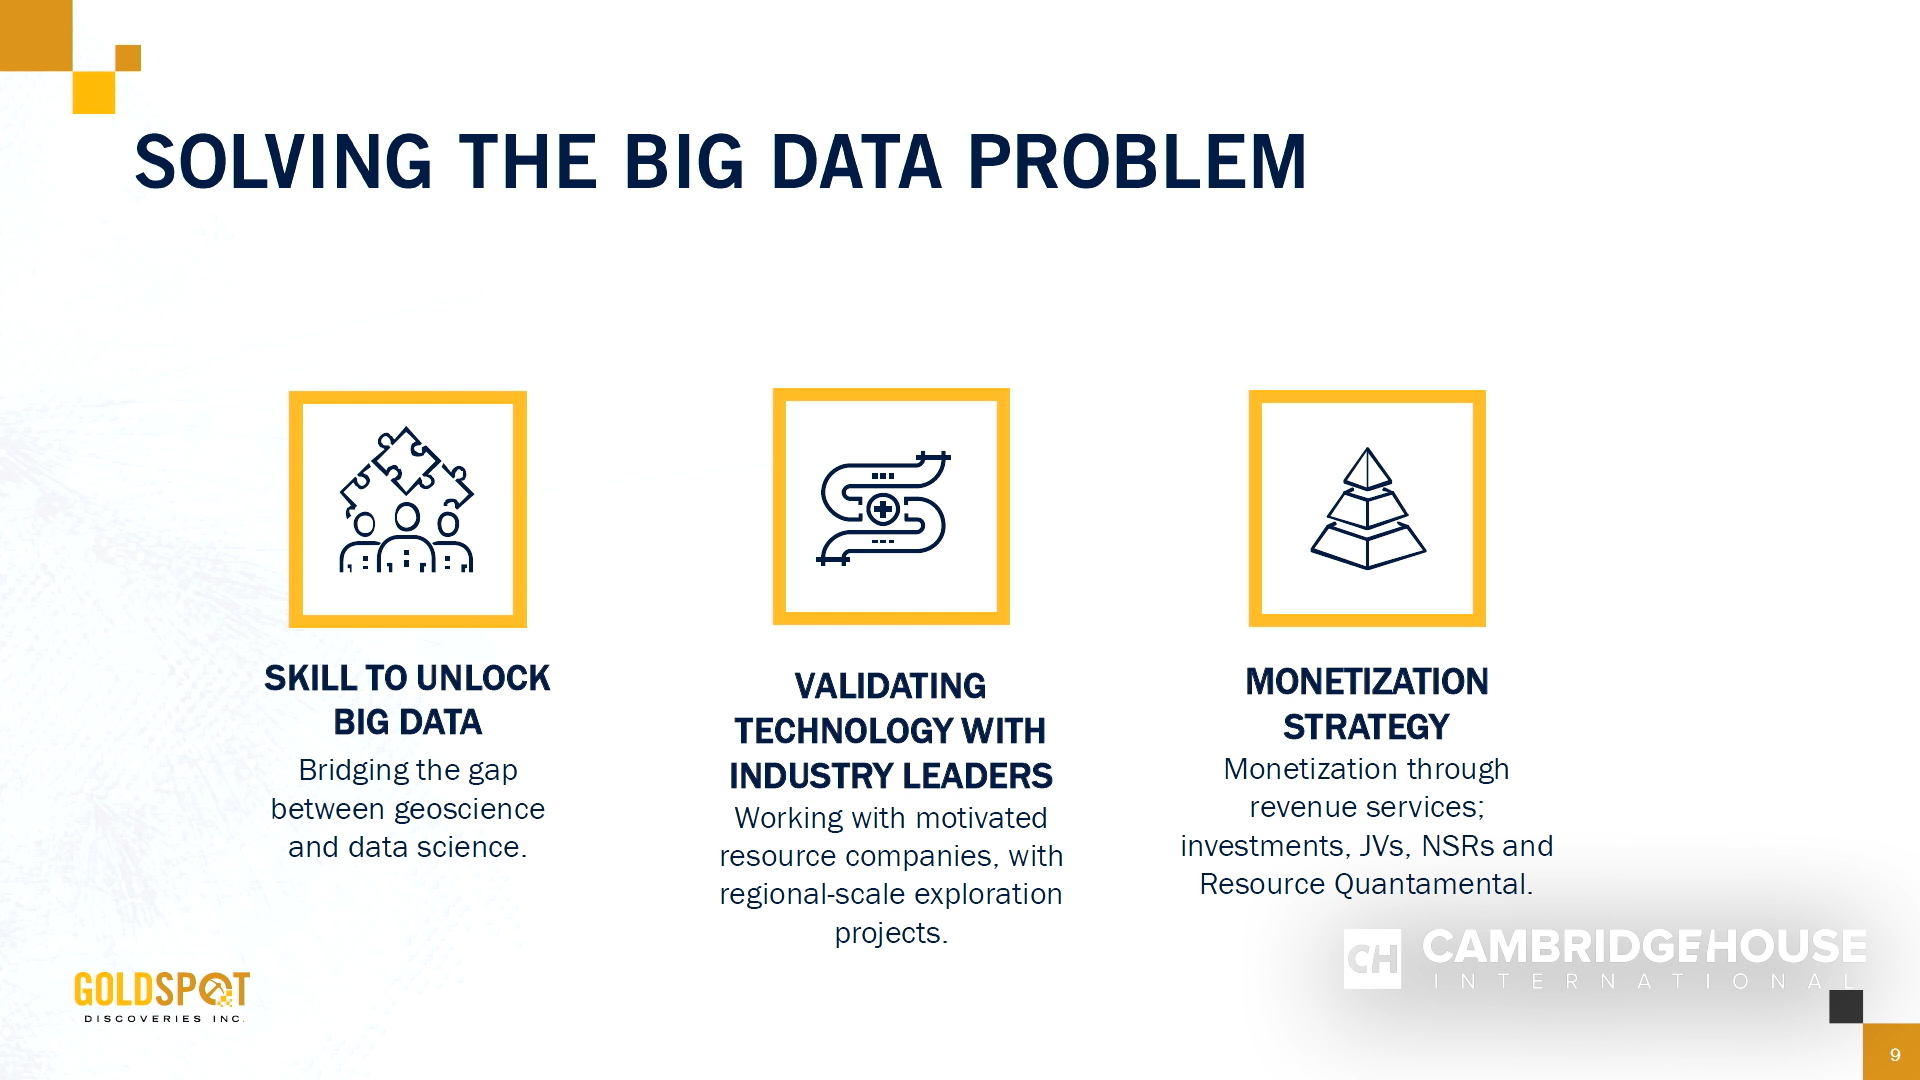 SOLVING THE BIG DATA PROBLEM
SKILL TO UNLOCK
BIG DATA
Bridging the gap
between geoscience
and data science.
VALIDATING
TECHNOLOGY WITH
INDUSTRY LEADERS
Working with motivated
resource companies, with
regional-scale exploration
projects.
MONETIZATION
STRATEGY
Monetization through
revenue services;
investments, JVs, NSRs and
Resource Quantamental.
GOLDSPOT
DISCOVERIES INC.
CH CAMBRIDGEHOUSE
INTERNATIONAL
9